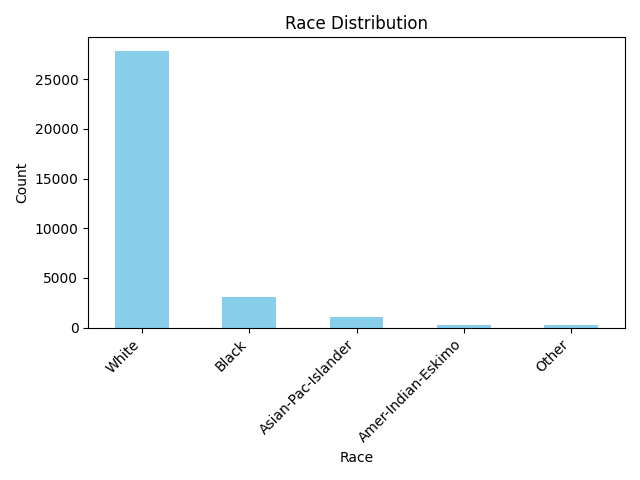 Race Distribution
Count
25000
20000
15000
10000
5000
0
White
Black
Asian-Pac-Islander
Amer-Indian-Eskimo
Other
Race